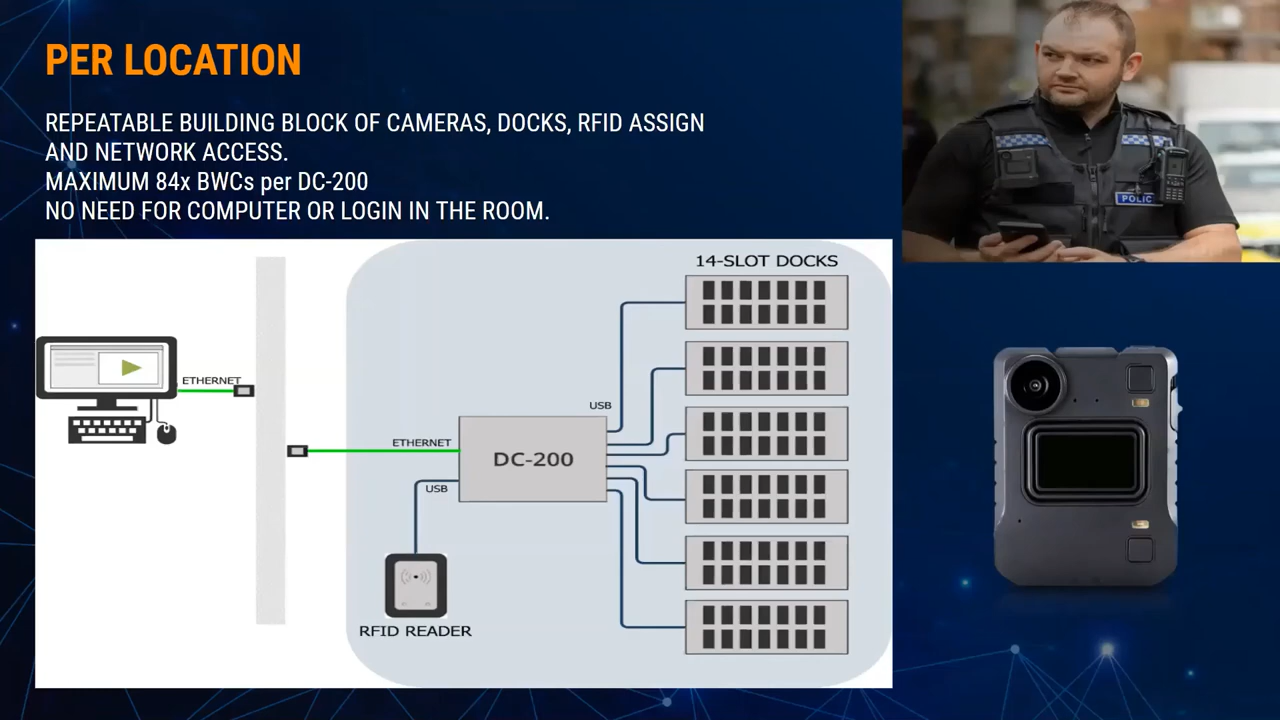 PER LOCATION
REPEATABLE BUILDING BLOCK OF CAMERAS, DOCKS, RFID ASSIGN
AND NETWORK ACCESS.
MAXIMUM 84x BWCs per DC-200
NO NEED FOR COMPUTER OR LOGIN IN THE ROOM.
POLIC
14-SLOT DOCKS
ETHERNET
USB
ETHERNET
DC-200
USB
RFID READER